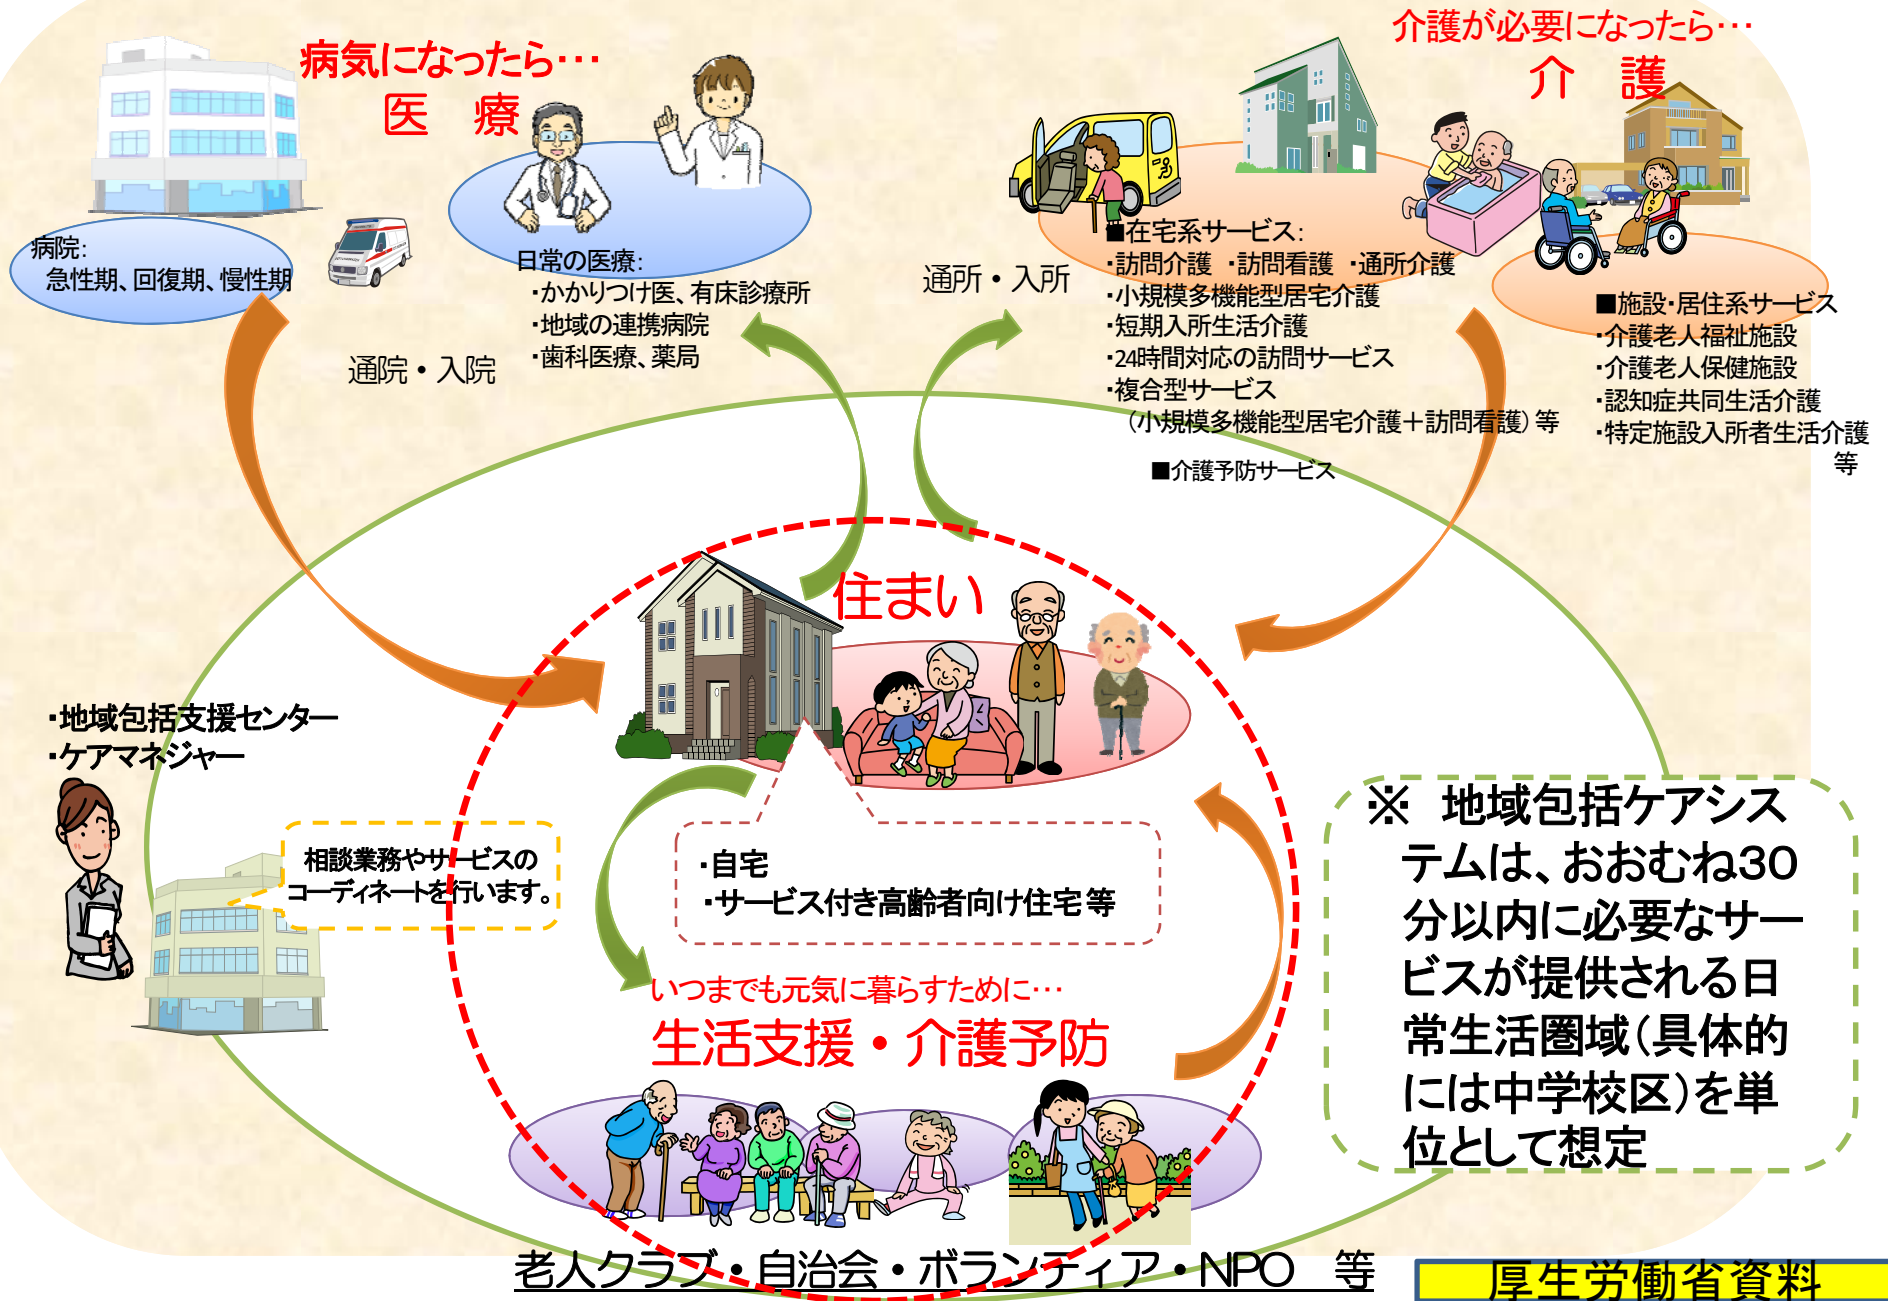 病気になったら…
医　療
病院:
急性期、回復期、慢性期
日常の医療:
・かかりつけ医、有床診療所
・地域の連携病院
・歯科医療、薬局
通院・入院
介護が必要になったら…
介　護
通所・入所
■在宅系サービス:
・訪問介護 ・訪問看護 ・通所介護
・小規模多機能型居宅介護
・短期入所生活介護
・24時間対応の訪問サービス
・複合型サービス
（小規模多機能型居宅介護＋訪問看護）等
■介護予防サービス
■施設・居住系サービス
・介護老人福祉施設
・介護老人保健施設
・認知症共同生活介護
・特定施設入所者生活介護
等
住まい
・地域包括支援センター
・ケアマネジャー
相談業務やサービスの
コーディネートを行います。
・自宅
・サービス付き高齢者向け住宅 等
いつまでも元気に暮らすために…
生活支援・介護予防
※　地域包括ケアシス
テムは、おおむね30
分以内に必要なサー
ビスが提供される日
常生活圏域（具体的
には中学校区）を単
位として想定
老人クラブ・自治会・ボランティア・NPO　等
厚生労働省資料